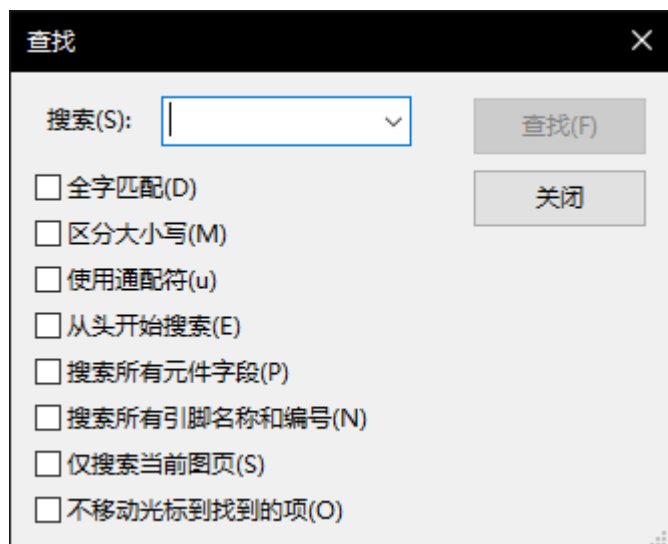 查找
搜索(S):
查找(F)
全字匹配(D)
关闭
区分大小写(M)
使用通配符(u)
从头开始搜索(E)
搜索所有元件字段(P)
搜索所有引脚名称和编号(N)
仅搜索当前图页(S)
不移动光标到找到的项(O)